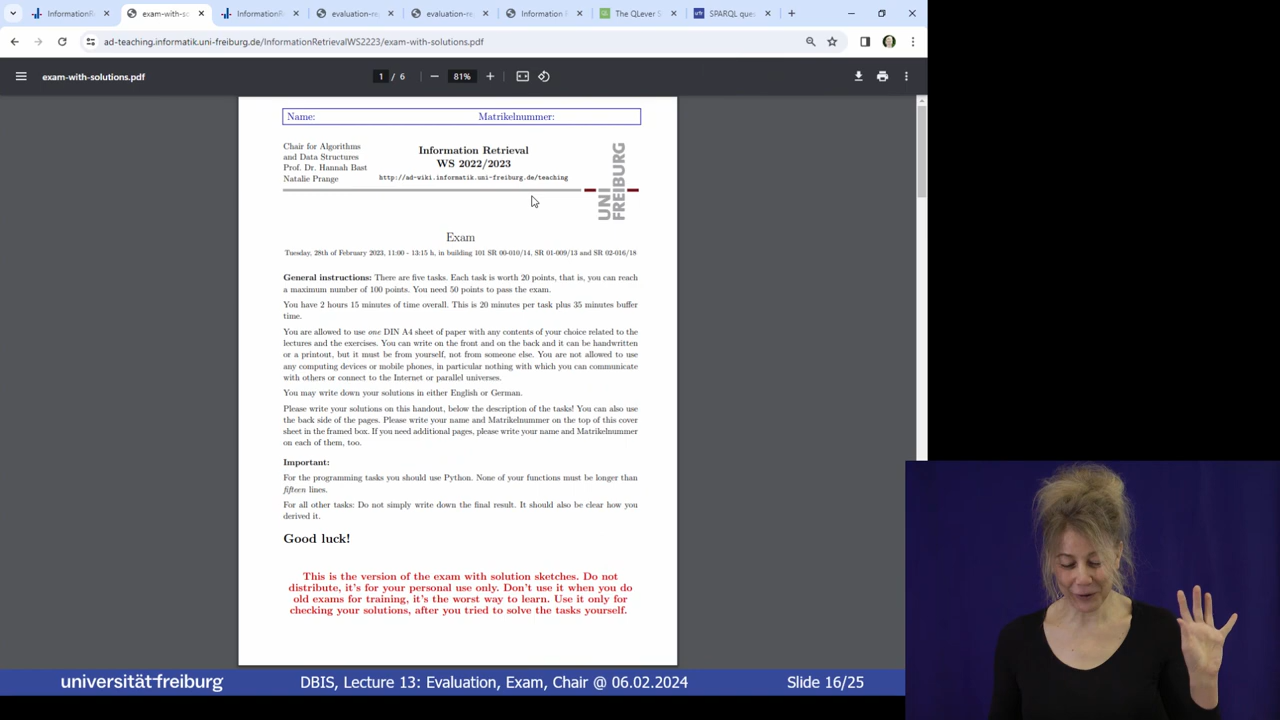 InformationR
exam-with-so
InformationR
evaluation-re
evaluation-re
Information R
The QLever S
SPARQL que
ad-teaching.informatik.uni-freiburg.de/InformationRetrievalWS2223/exam-with-solutions.pdf
exam-with-solutions.pdf
1 / 6
81%
Name:
Matrikelnummer:
Chair for Algorithms
and Data Structures
Prof. Dr. Hannah Bast
Natalie Prange
Information Retrieval
WS 2022/2023
http://ad-wiki.informatik.uni-freiburg.de/teaching
UNI
FREIBURG
Exam
Tuesday, 28th of February 2023, 11:00 - 13:15 h, in building 101 SR 00-010/14, SR 01-009/13 and SR 02-016/18
General instructions: There are five tasks. Each task is worth 20 points, that is, you can reach
a maximum number of 100 points. You need 50 points to pass the exam.
You have 2 hours 15 minutes of time overall. This is 20 minutes per task plus 35 minutes buffer
time.
You are allowed to use one DIN A4 sheet of paper with any contents of your choice related to the
lectures and the exercises. You can write on the front and on the back and it can be handwritten
or a printout, but it must be from yourself, not from someone else. You are not allowed to use
any computing devices or mobile phones, in particular nothing with which you can communicate
with others or connect to the Internet or parallel universes.
You may write down your solutions in either English or German.
Please write your solutions on this handout, below the description of the tasks! You can also use
the back side of the pages. Please write your name and Matrikelnummer on the top of this cover
sheet in the framed box. If you need additional pages, please write your name and Matrikelnummer
on each of them, too.
Important:
For the programming tasks you should use Python. None of your functions must be longer than
fifteen lines.
For all other tasks: Do not simply write down the final result. It should also be clear how you
derived it.
Good luck!
This is the version of the exam with solution sketches. Do not
distribute, it's for your personal use only. Don't use it when you do
old exams for training, it's the worst way to learn. Use it only for
checking your solutions, after you tried to solve the tasks yourself.
universität freiburg
DBIS, Lecture 13: Evaluation, Exam, Chair @ 06.02.2024
Slide 16/25